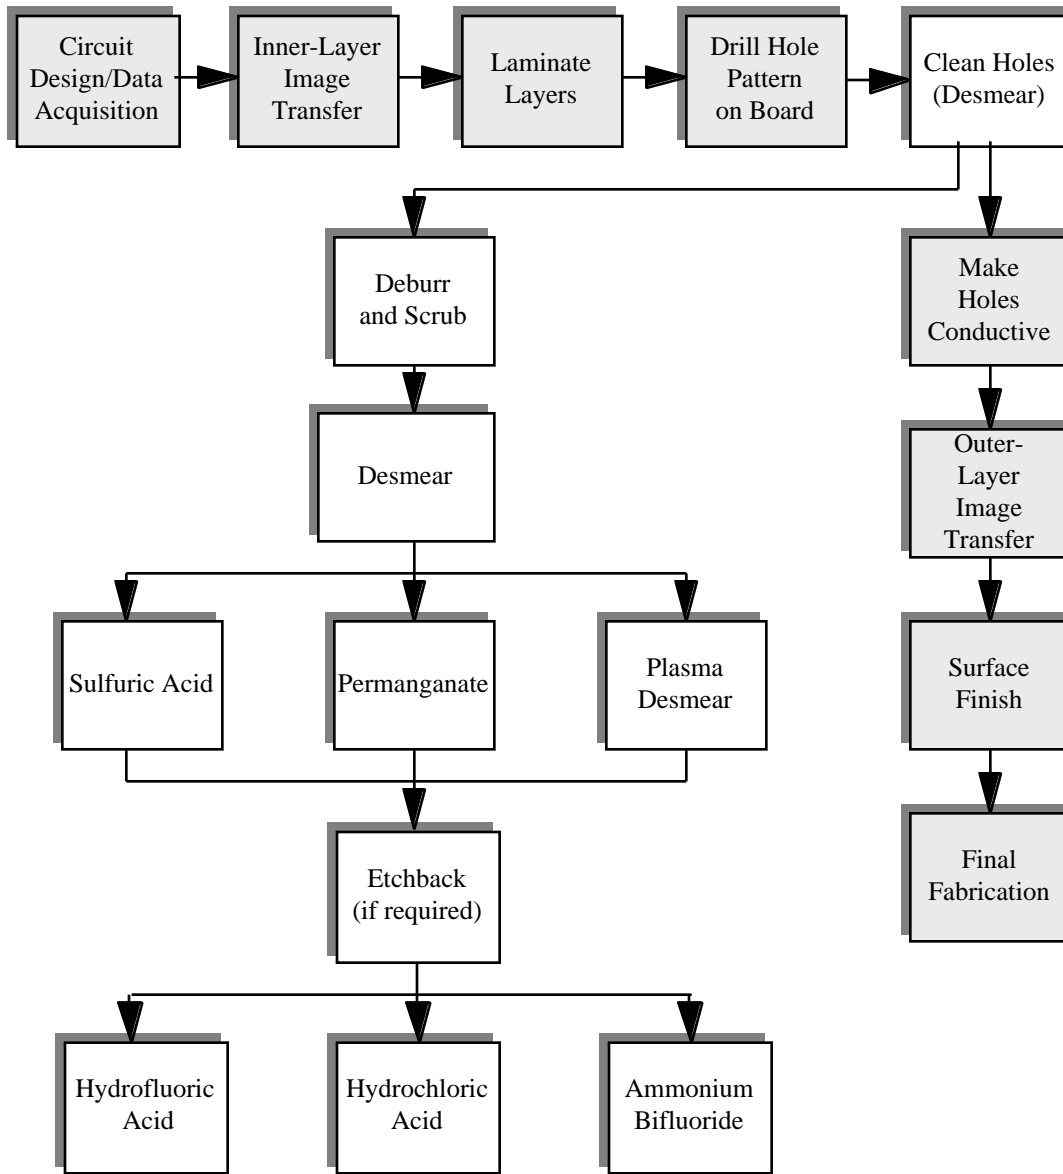 Circuit
Design/Data
Acquisition
Inner-Layer
Image
Transfer
Laminate
Layers
Drill Hole
Pattern
on Board
Clean Holes
(Desmear)
Deburr
and Scrub
Make
Holes
Conductive
Desmear
Outer-
Layer
Image
Transfer
Sulfuric Acid
Permanganate
Plasma
Desmear
Surface
Finish
Etchback
(if required)
Final
Fabrication
Hydrofluoric
Acid
Hydrochloric
Acid
Ammonium
Bifluoride